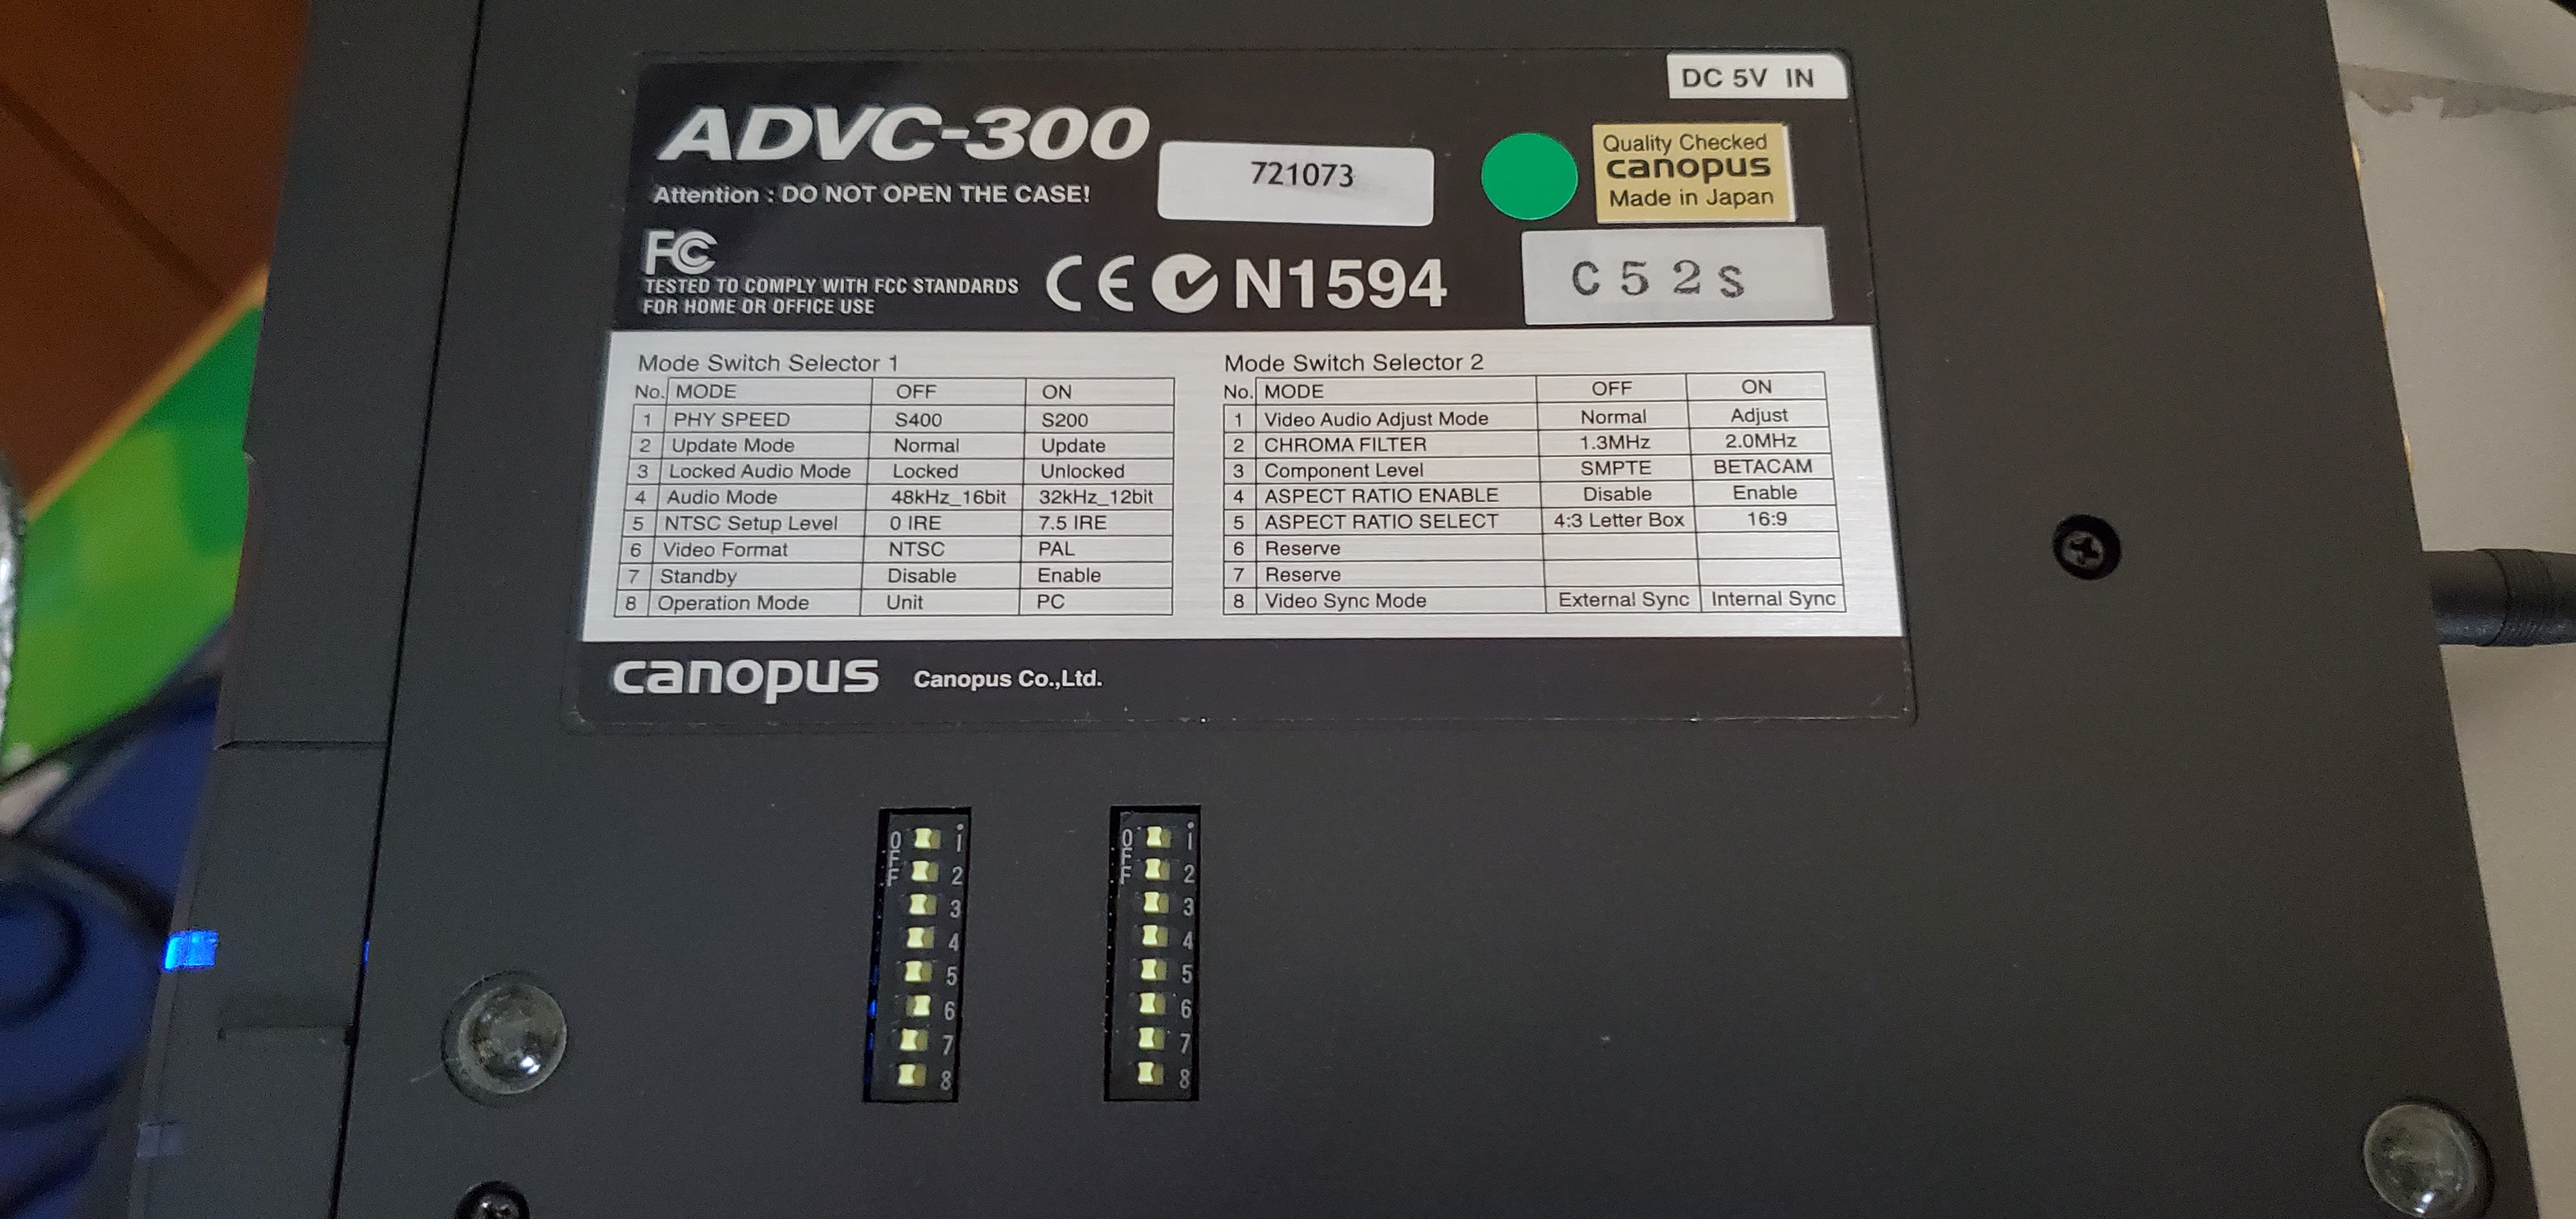 DC 5V IN
ADVC-300
721073
Quality Checked
canopus
Made in Japan
Attention : DO NOT OPEN THE CASE!
FC
TESTED TO COMPLY WITH FCC STANDARDS
FOR HOME OR OFFICE USE
CE N1594
C52S
Mode Switch Selector 1
No. MODE OFF ON
1 PHY SPEED S400 S200
2 Update Mode Normal Update
3 Locked Audio Mode Locked Unlocked
4 Audio Mode 48kHz_16bit 32kHz_12bit
5 NTSC Setup Level 0 IRE 7.5 IRE
6 Video Format NTSC PAL
7 Standby Disable Enable
8 Operation Mode Unit PC
Mode Switch Selector 2
No. MODE OFF ON
1 Video Audio Adjust Mode Normal Adjust
2 CHROMA FILTER 1.3MHz 2.0MHz
3 Component Level SMPTE BETACAM
4 ASPECT RATIO ENABLE Disable Enable
5 ASPECT RATIO SELECT 4:3 Letter Box 16:9
6 Reserve
7 Reserve
8 Video Sync Mode External Sync Internal Sync
canopus Canopus Co.,Ltd.
OFF
1
2
3
4
5
6
7
8
OFF
1
2
3
4
5
6
7
8